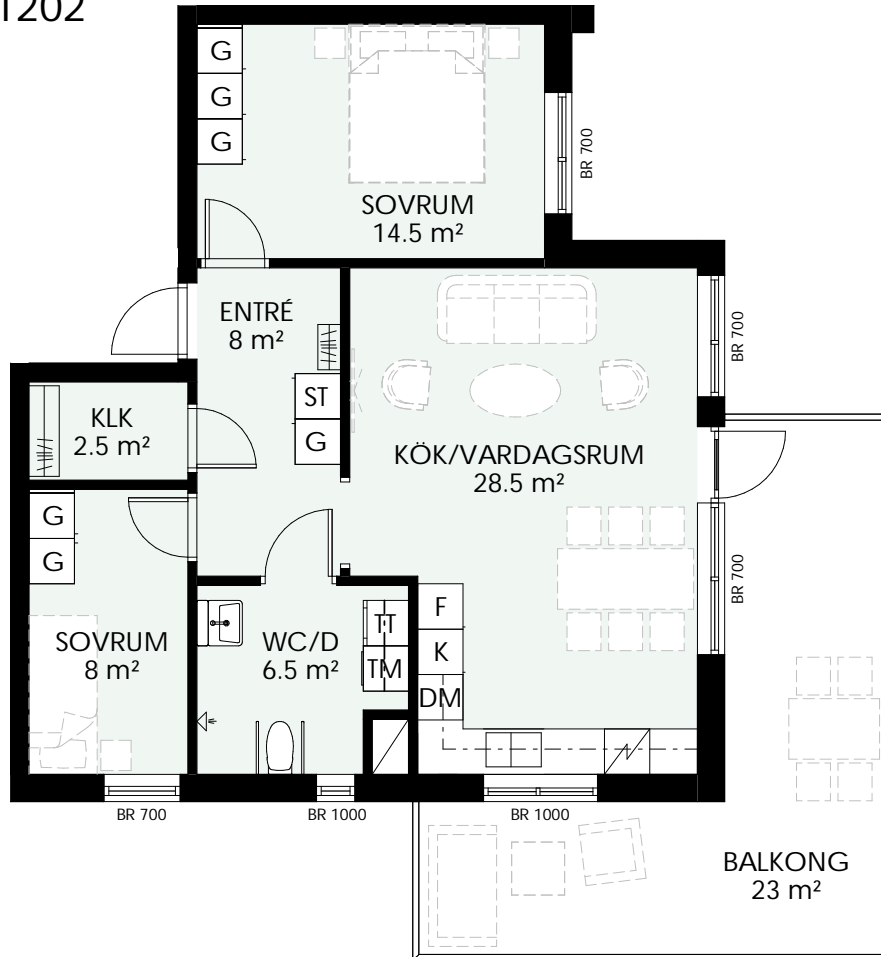 1202
G
G
G
SOVRUM
14.5 m²
BR 700
ENTRÉ
8 m²
BR 700
ST
G
KLK
2.5 m²
KÖK/VARDAGSRUM
28.5 m²
G
G
BR 700
F
K
DM
SOVRUM
8 m²
WC/D
6.5 m²
TT
TM
BR 700
BR 1000
BR 1000
BALKONG
23 m²